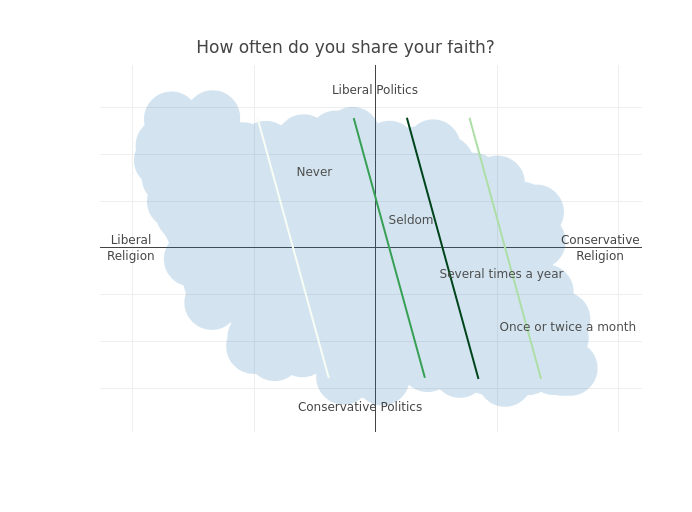 How often do you share your faith?
Liberal Politics
Never
Seldom
Liberal
Religion
Conservative
Religion
Several times a year
Once or twice a month
Conservative Politics